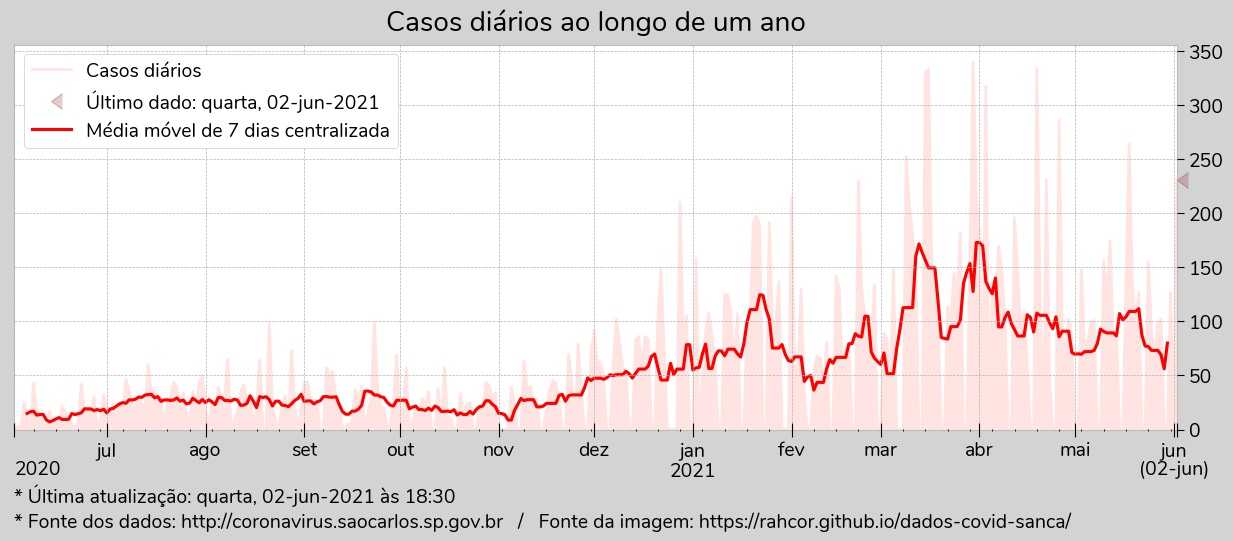 Casos diários ao longo de um ano
Casos diários
Último dado: quarta, 02-jun-2021
Média móvel de 7 dias centralizada
350
300
250
200
150
100
50
0
jul ago set out nov dez jan fev mar abr mai jun
2020 2021 (02-jun)
* Última atualização: quarta, 02-jun-2021 às 18:30
* Fonte dos dados: http://coronavirus.saocarlos.sp.gov.br / Fonte da imagem: https://rahcor.github.io/dados-covid-sanca/